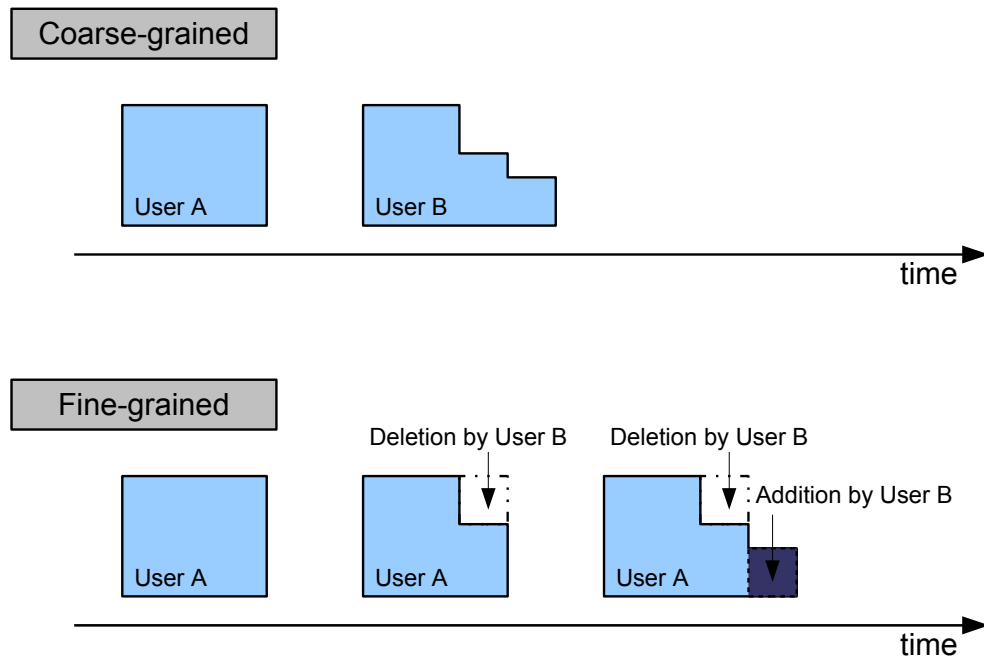 Coarse-grained
User A
User B
time
Fine-grained
Deletion by User B
Deletion by User B
Addition by User B
User A
User A
User A
time